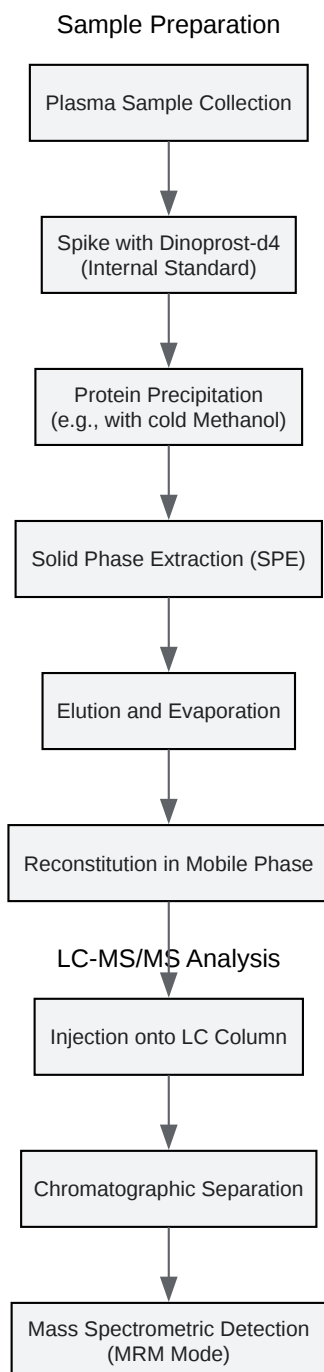 Sample Preparation
Plasma Sample Collection
Spike with Dinoprost-d4
(Internal Standard)
Protein Precipitation
(e.g., with cold Methanol)
Solid Phase Extraction (SPE)
Elution and Evaporation
Reconstitution in Mobile Phase
LC-MS/MS Analysis
Injection onto LC Column
Chromatographic Separation
Mass Spectrometric Detection
(MRM Mode)